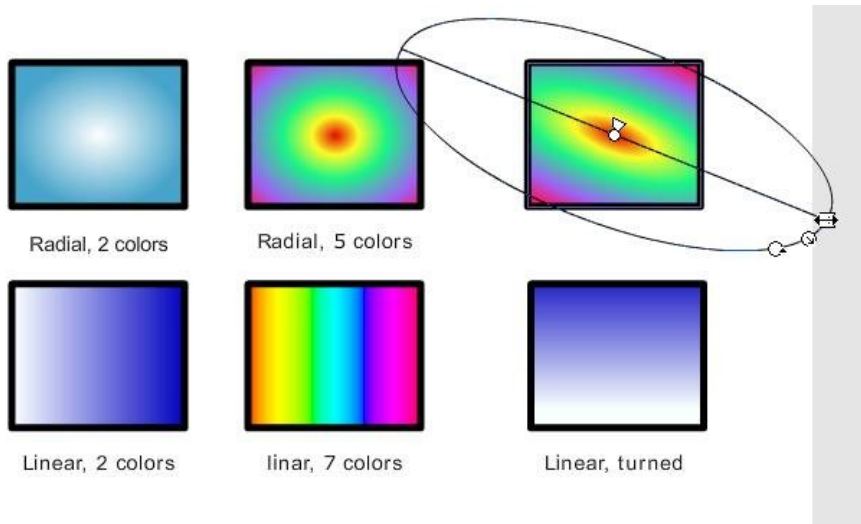 Radial, 2 colors
Radial, 5 colors
Linear, 2 colors
linar, 7 colors
Linear, turned